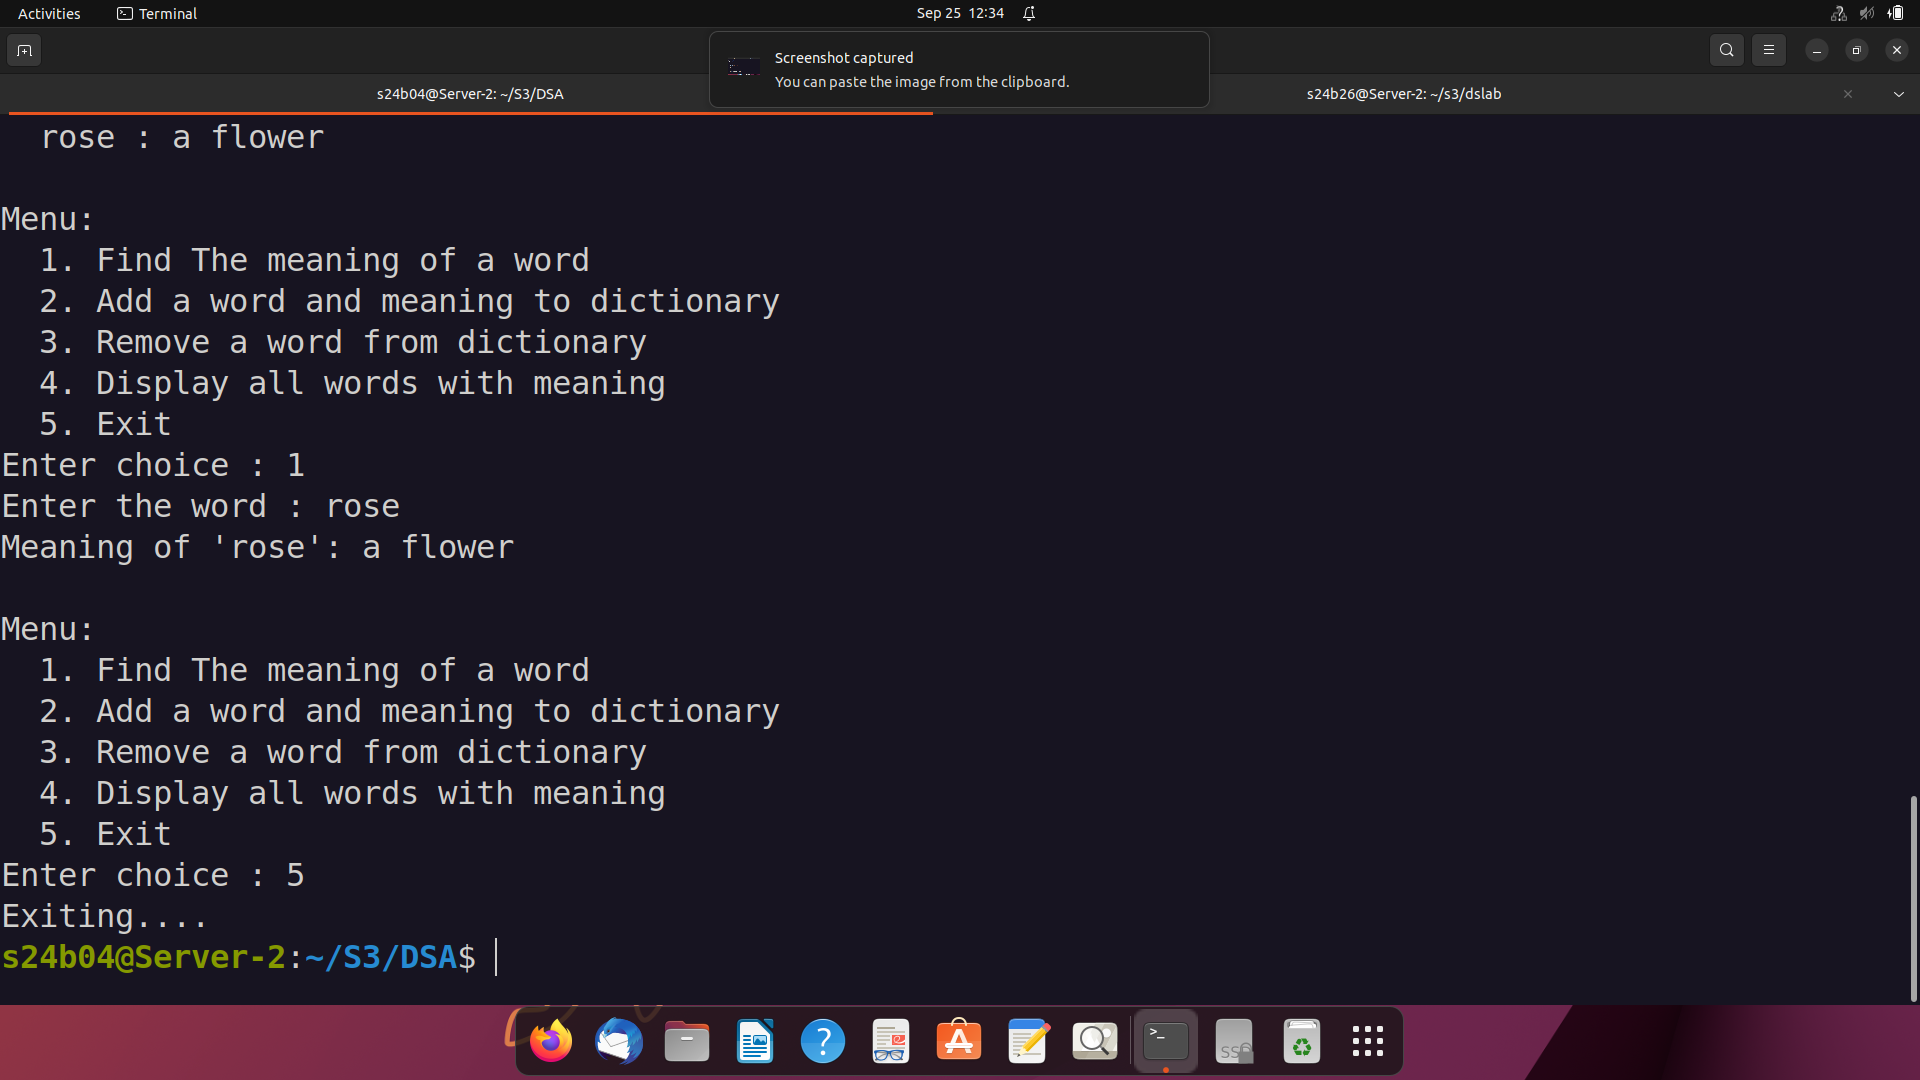 Activities
Terminal
Sep 25 12:34
Screenshot captured
You can paste the image from the clipboard.
s24b04@Server-2: ~/S3/DSA
s24b26@Server-2: ~/s3/dslab
rose : a flower
Menu:
1. Find The meaning of a word
2. Add a word and meaning to dictionary
3. Remove a word from dictionary
4. Display all words with meaning
5. Exit
Enter choice : 1
Enter the word : rose
Meaning of 'rose': a flower
Menu:
1. Find The meaning of a word
2. Add a word and meaning to dictionary
3. Remove a word from dictionary
4. Display all words with meaning
5. Exit
Enter choice : 5
Exiting....
s24b04@Server-2:~/S3/DSA$